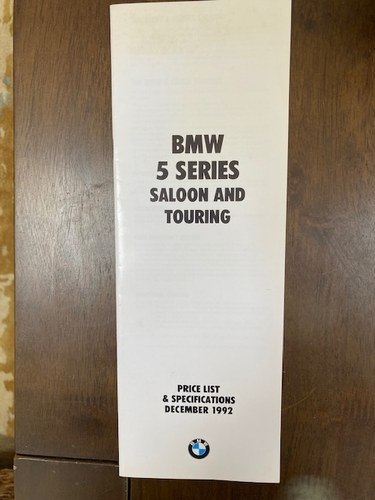 BMW
5 SERIES
SALOON AND
TOURING
PRICE LIST
& SPECIFICATIONS
DECEMBER 1992